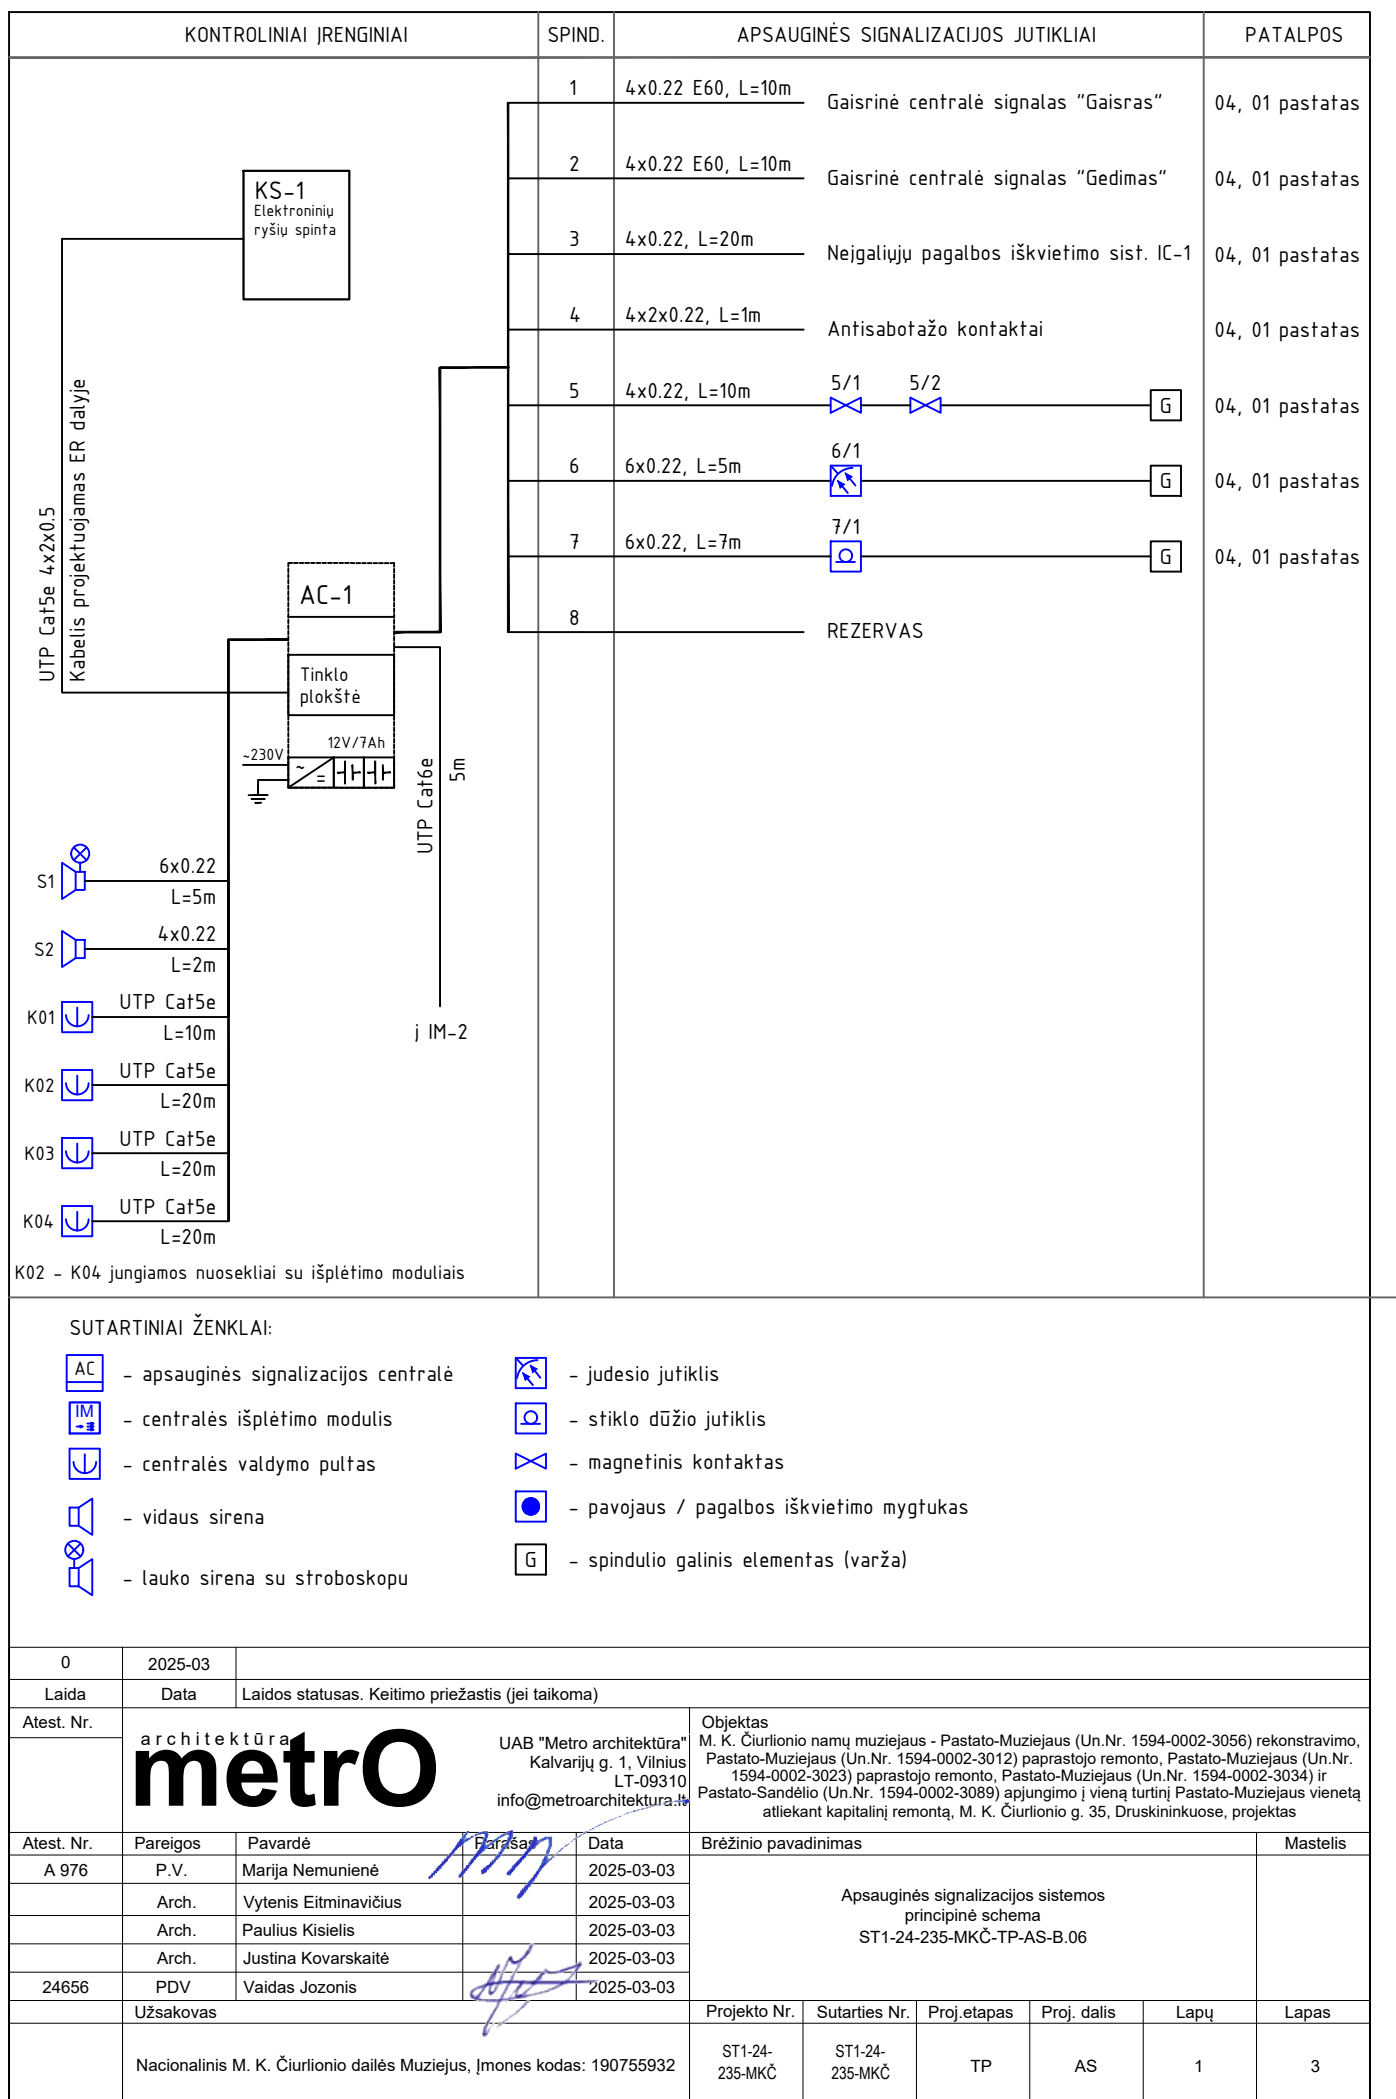 KONTROLINIAI ĮRENGINIAI
SPIND.
APSAUGINĖS SIGNALIZACIJOS JUTIKLIAI
PATALPOS
1
4x0.22 E60, L=10m
Gaisrinė centralė signalas "Gaisras"
04, 01 pastatas
2
4x0.22 E60, L=10m
Gaisrinė centralė signalas "Gedimas"
04, 01 pastatas
3
4x0.22, L=20m
Neįgaliųjų pagalbos iškvietimo sist. IC-1
04, 01 pastatas
4
4x2x0.22, L=1m
Antisabotažo kontaktai
04, 01 pastatas
5
4x0.22, L=10m
5/1
5/2
G
04, 01 pastatas
6
6x0.22, L=5m
6/1
G
04, 01 pastatas
7
6x0.22, L=7m
7/1
G
04, 01 pastatas
8
REZERVAS
KS-1
Elektroninių
ryšių spinta
UTP Cat5e 4x2x0.5
Kabelis projektuojamas ER dalyje
AC-1
Tinklo
plokštė
12V/7Ah
~230V
~
=
UTP Cat6e
5m
į IM-2
S1
6x0.22
L=5m
S2
4x0.22
L=2m
K01
UTP Cat5e
L=10m
K02
UTP Cat5e
L=20m
K03
UTP Cat5e
L=20m
K04
UTP Cat5e
L=20m
K02 - K04 jungiamos nuosekliai su išplėtimo moduliais
SUTARTINIAI ŽENKLAI:
AC - apsauginės signalizacijos centralė
IM - centralės išplėtimo modulis
- centralės valdymo pultas
- vidaus sirena
- lauko sirena su stroboskopu
- judesio jutiklis
- stiklo dūžio jutiklis
- magnetinis kontaktas
- pavojaus / pagalbos iškvietimo mygtukas
G - spindulio galinis elementas (varža)
0
2025-03
Laida
Data
Laidos statusas. Keitimo priežastis (jei taikoma)
Atest. Nr.
architektūra
metrO
UAB "Metro architektūra"
Kalvarijų g. 1, Vilnius
LT-09310
info@metroarchitektura.lt
Objektas
M. K. Čiurlionio namų muziejaus - Pastato-Muziejaus (Un.Nr. 1594-0002-3056) rekonstravimo,
Pastato-Muziejaus (Un.Nr. 1594-0002-3012) paprastojo remonto, Pastato-Muziejaus (Un.Nr.
1594-0002-3023) paprastojo remonto, Pastato-Muziejaus (Un.Nr. 1594-0002-3034) ir
Pastato-Sandėlio (Un.Nr. 1594-0002-3089) apjungimo į vieną turtinį Pastato-Muziejaus vienetą
atliekant kapitalinį remontą, M. K. Čiurlionio g. 35, Druskininkuose, projektas
Atest. Nr.
Pareigos
Pavardė
Parašas
Data
Brėžinio pavadinimas
Mastelis
A 976
P.V.
Marija Nemunienė
2025-03-03
Arch.
Vytenis Eitminavičius
2025-03-03
Arch.
Paulius Kisielis
2025-03-03
Arch.
Justina Kovarskaitė
2025-03-03
24656
PDV
Vaidas Jozonis
2025-03-03
Apsauginės signalizacijos sistemos
principinė schema
ST1-24-235-MKČ-TP-AS-B.06
Užsakovas
Projekto Nr.
Sutarties Nr.
Proj.etapas
Proj. dalis
Lapų
Lapas
Nacionalinis M. K. Čiurlionio dailės Muziejus, Įmones kodas: 190755932
ST1-24-
235-MKČ
ST1-24-
235-MKČ
TP
AS
1
3